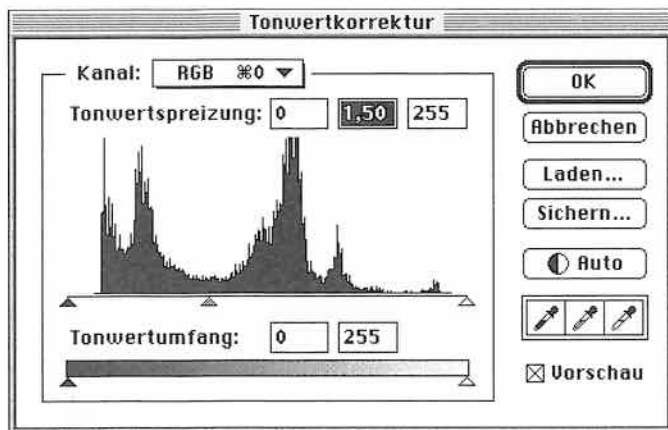 Tonwertkorrektur
Kanal: RGB ⌘0
Tonwertspreizung: 0 1,50 255
Tonwertumfang: 0 255
OK
Abbrechen
Laden...
Sichern...
Auto
Vorschau